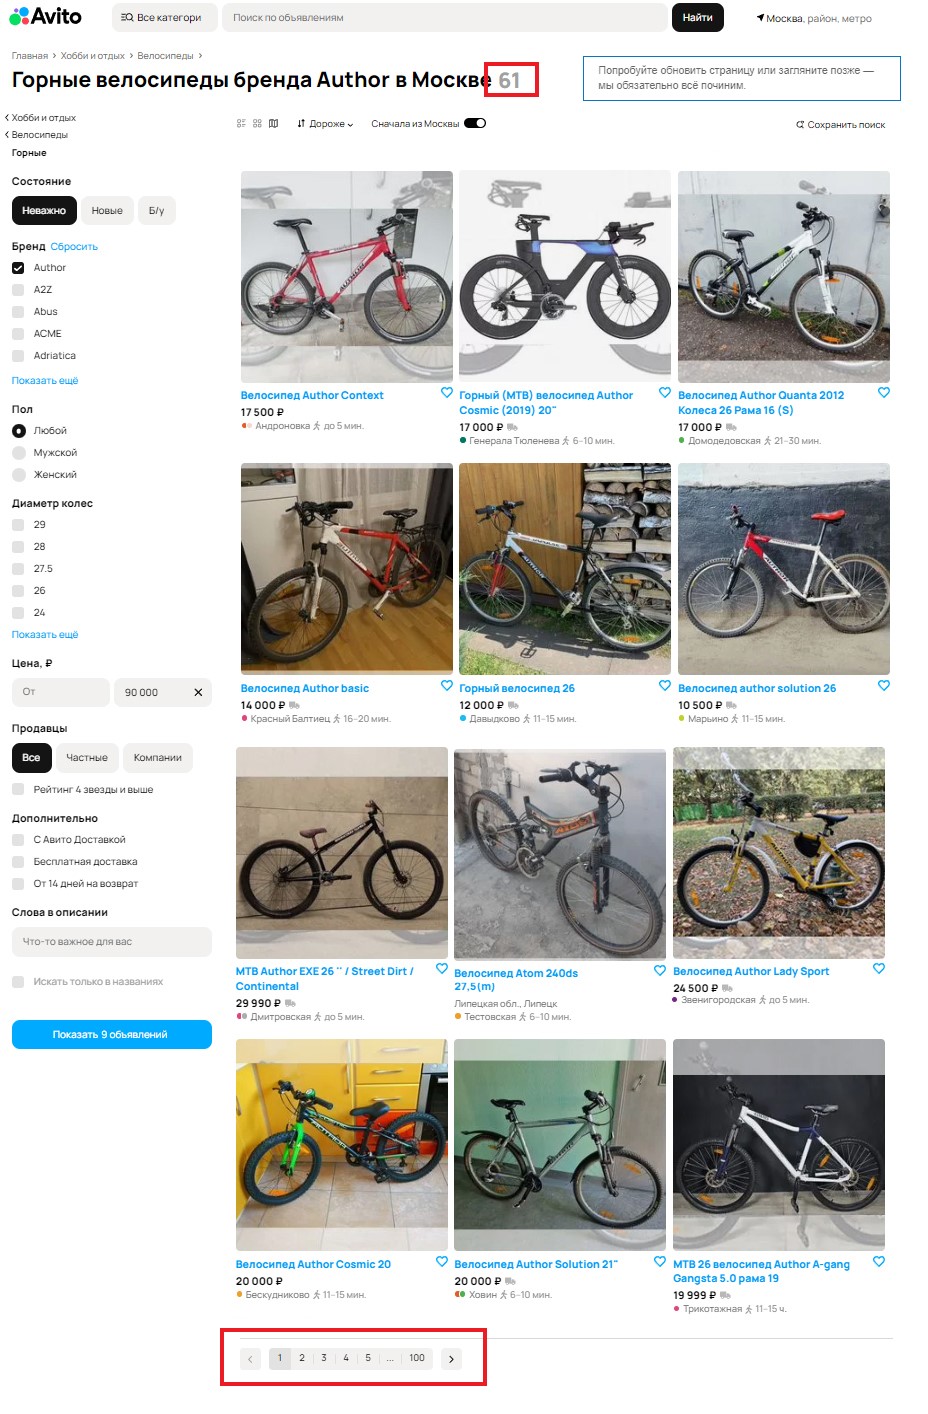 Avito
Все категори
Поиск по объявлениям
Найти
Москва, район, метро
Главная > Хобби и отдых > Велосипеды >
Горные велосипеды бренда Author в Москве 61
Попробуйте обновить страницу или загляните позже —
мы обязательно всё починим.
Хобби и отдых
Велосипеды
Горные
Дороже
Сначала из Москвы
Сохранить поиск
Состояние
Неважно
Новые
Б/у
Бренд Сбросить
Author
A2Z
Abus
ACME
Adriatica
Показать ещё
Пол
Любой
Мужской
Женский
Диаметр колес
29
28
27.5
26
24
Показать ещё
Цена, ₽
От
90 000
Продавцы
Все
Частные
Компании
Рейтинг 4 звезды и выше
Дополнительно
С Авито Доставкой
Бесплатная доставка
От 14 дней на возврат
Слова в описании
Что-то важное для вас
Искать только в названиях
Показать 9 объявлений
Велосипед Author Context
17 500 ₽
Андроновка до 5 мин.
Горный (MTB) велосипед Author
Cosmic (2019) 20"
17 000 ₽
Генерала Тюленева 6–10 мин.
Велосипед Author Quanta 2012
Колеса 26 Рама 16 (S)
17 000 ₽
Домодедовская 21–30 мин.
Велосипед Author basic
14 000 ₽
Красный Балтиец 16–20 мин.
Горный велосипед 26
12 000 ₽
Давыдково 11–15 мин.
Велосипед author solution 26
10 500 ₽
Марьино 11–15 мин.
MTB Author EXE 26 '' / Street Dirt /
Continental
29 990 ₽
Дмитровская до 5 мин.
Велосипед Atom 240ds
27,5(m)
Липецкая обл., Липецк
Тестовская 6–10 мин.
Велосипед Author Lady Sport
24 500 ₽
Звенигородская до 5 мин.
Велосипед Author Cosmic 20
20 000 ₽
Бескудниково 11–15 мин.
Велосипед Author Solution 21"
20 000 ₽
Ховин 6–10 мин.
MTB 26 велосипед Author A-gang
Gangsta 5.0 рама 19
19 999 ₽
Трикотажная 11–15 ч.
1 2 3 4 5 ... 100